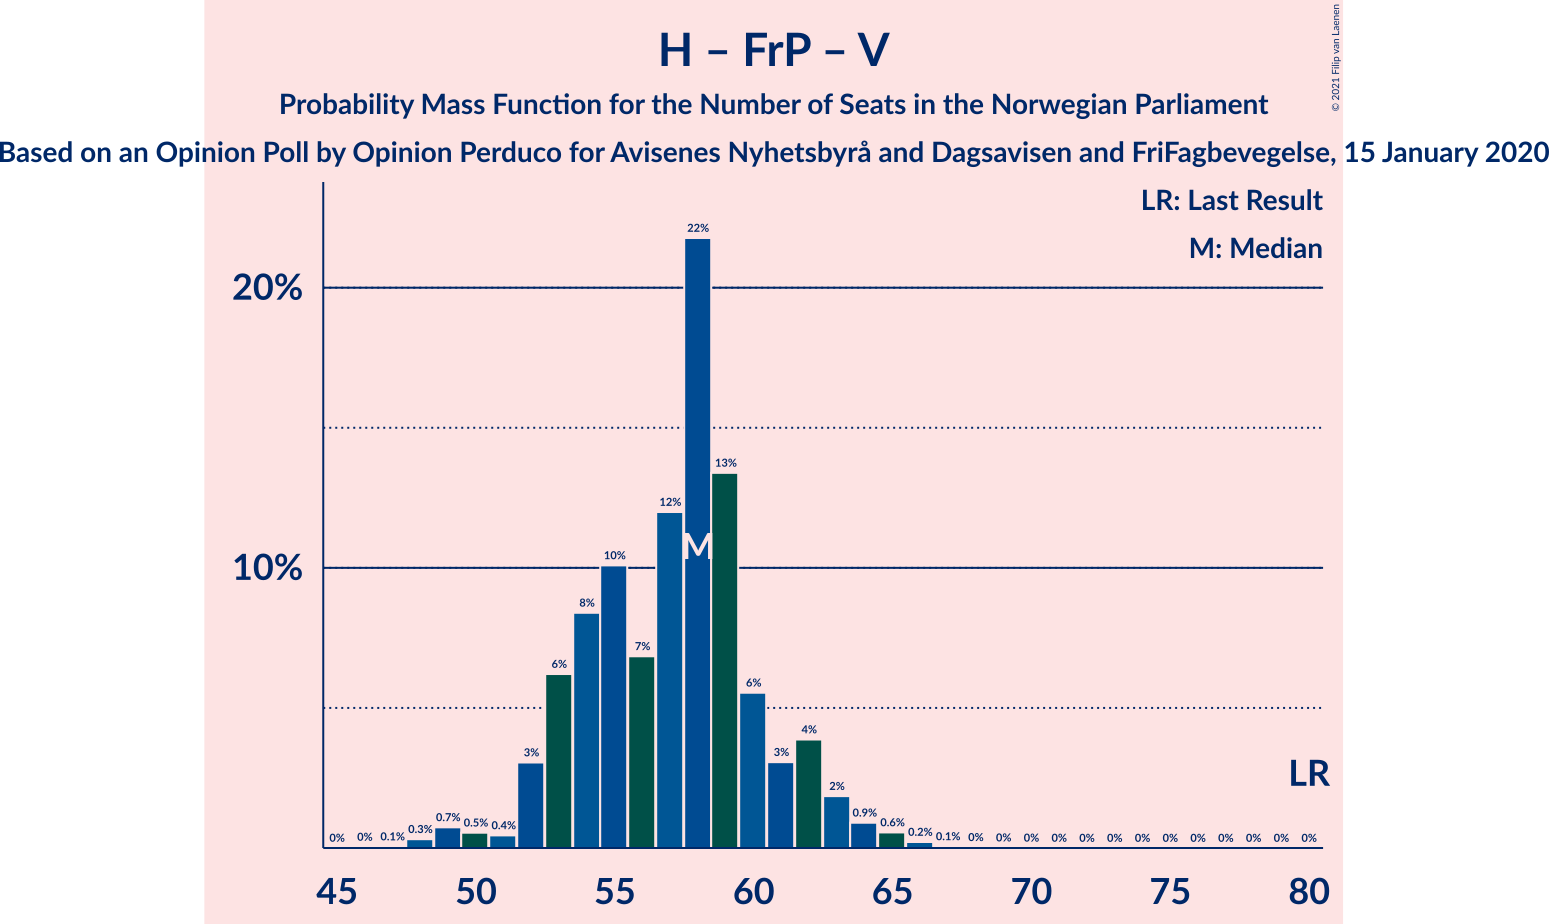 H – FrP – V
Probability Mass Function for the Number of Seats in the Norwegian Parliament
Based on an Opinion Poll by Opinion Perduco for Avisenes Nyhetsbyrå and Dagsavisen and FriFagbevegelse, 15 January 2020
© 2021 Filip van Laenen
LR: Last Result
M: Median
20%
10%
0% 0% 0.1% 0.3% 0.7% 0.5% 0.4% 3% 6% 8% 10% 7% 12% 22% 13% 6% 3% 4% 2% 0.9% 0.6% 0.2% 0.1% 0% 0% 0% 0% 0% 0% 0% 0% 0% 0% 0% 0% 0%
M
LR
45 50 55 60 65 70 75 80